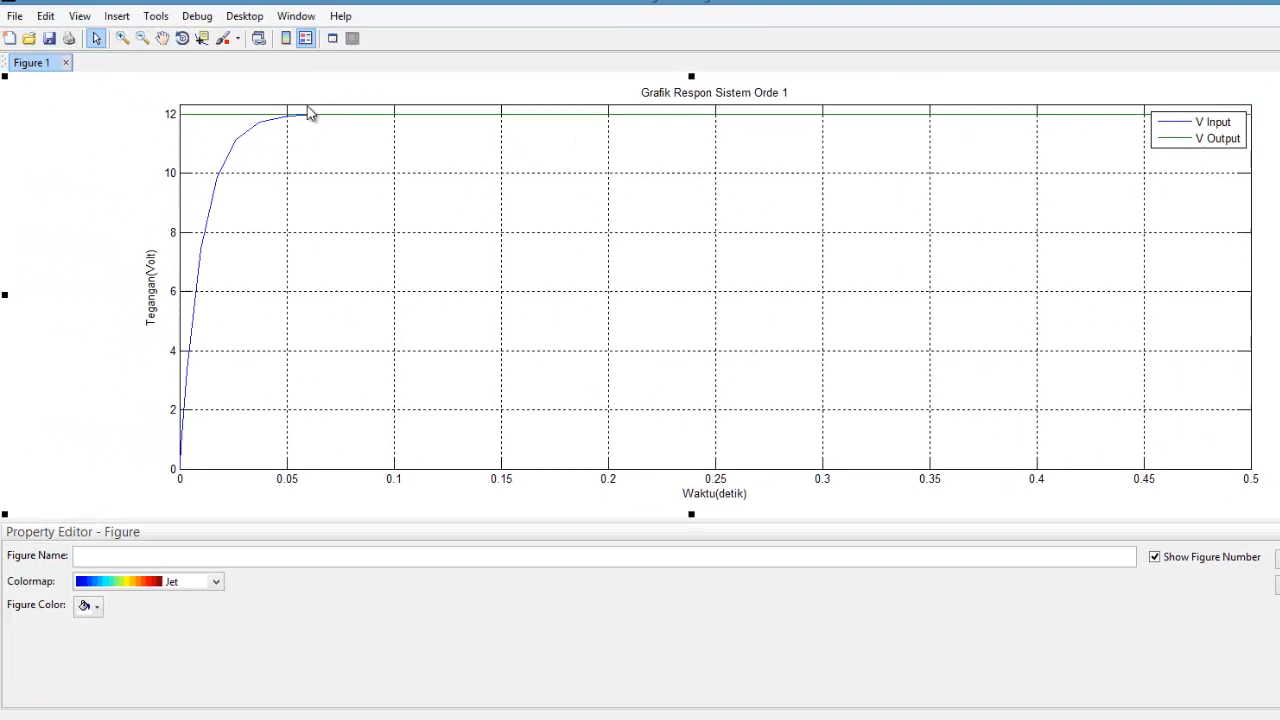 File Edit View Insert Tools Debug Desktop Window Help
Figure 1
Grafik Respon Sistem Orde 1
V Input
V Output
12
10
8
6
4
2
0
Tegangan(Volt)
0 0.05 0.1 0.15 0.2 0.25 0.3 0.35 0.4 0.45 0.5
Waktu(detik)
Property Editor - Figure
Figure Name:
Show Figure Number
Colormap: Jet
Figure Color: